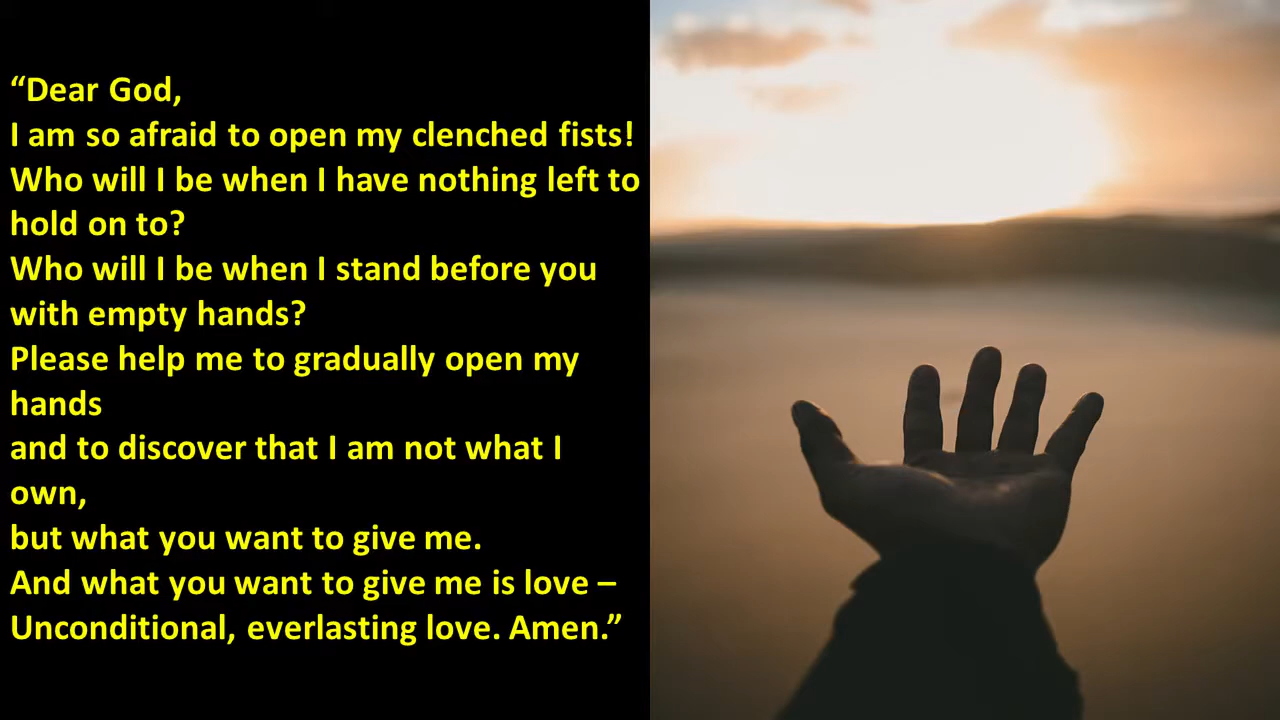 “Dear God,
I am so afraid to open my clenched fists!
Who will I be when I have nothing left to
hold on to?
Who will I be when I stand before you
with empty hands?
Please help me to gradually open my
hands
and to discover that I am not what I
own,
but what you want to give me.
And what you want to give me is love –
Unconditional, everlasting love. Amen.”